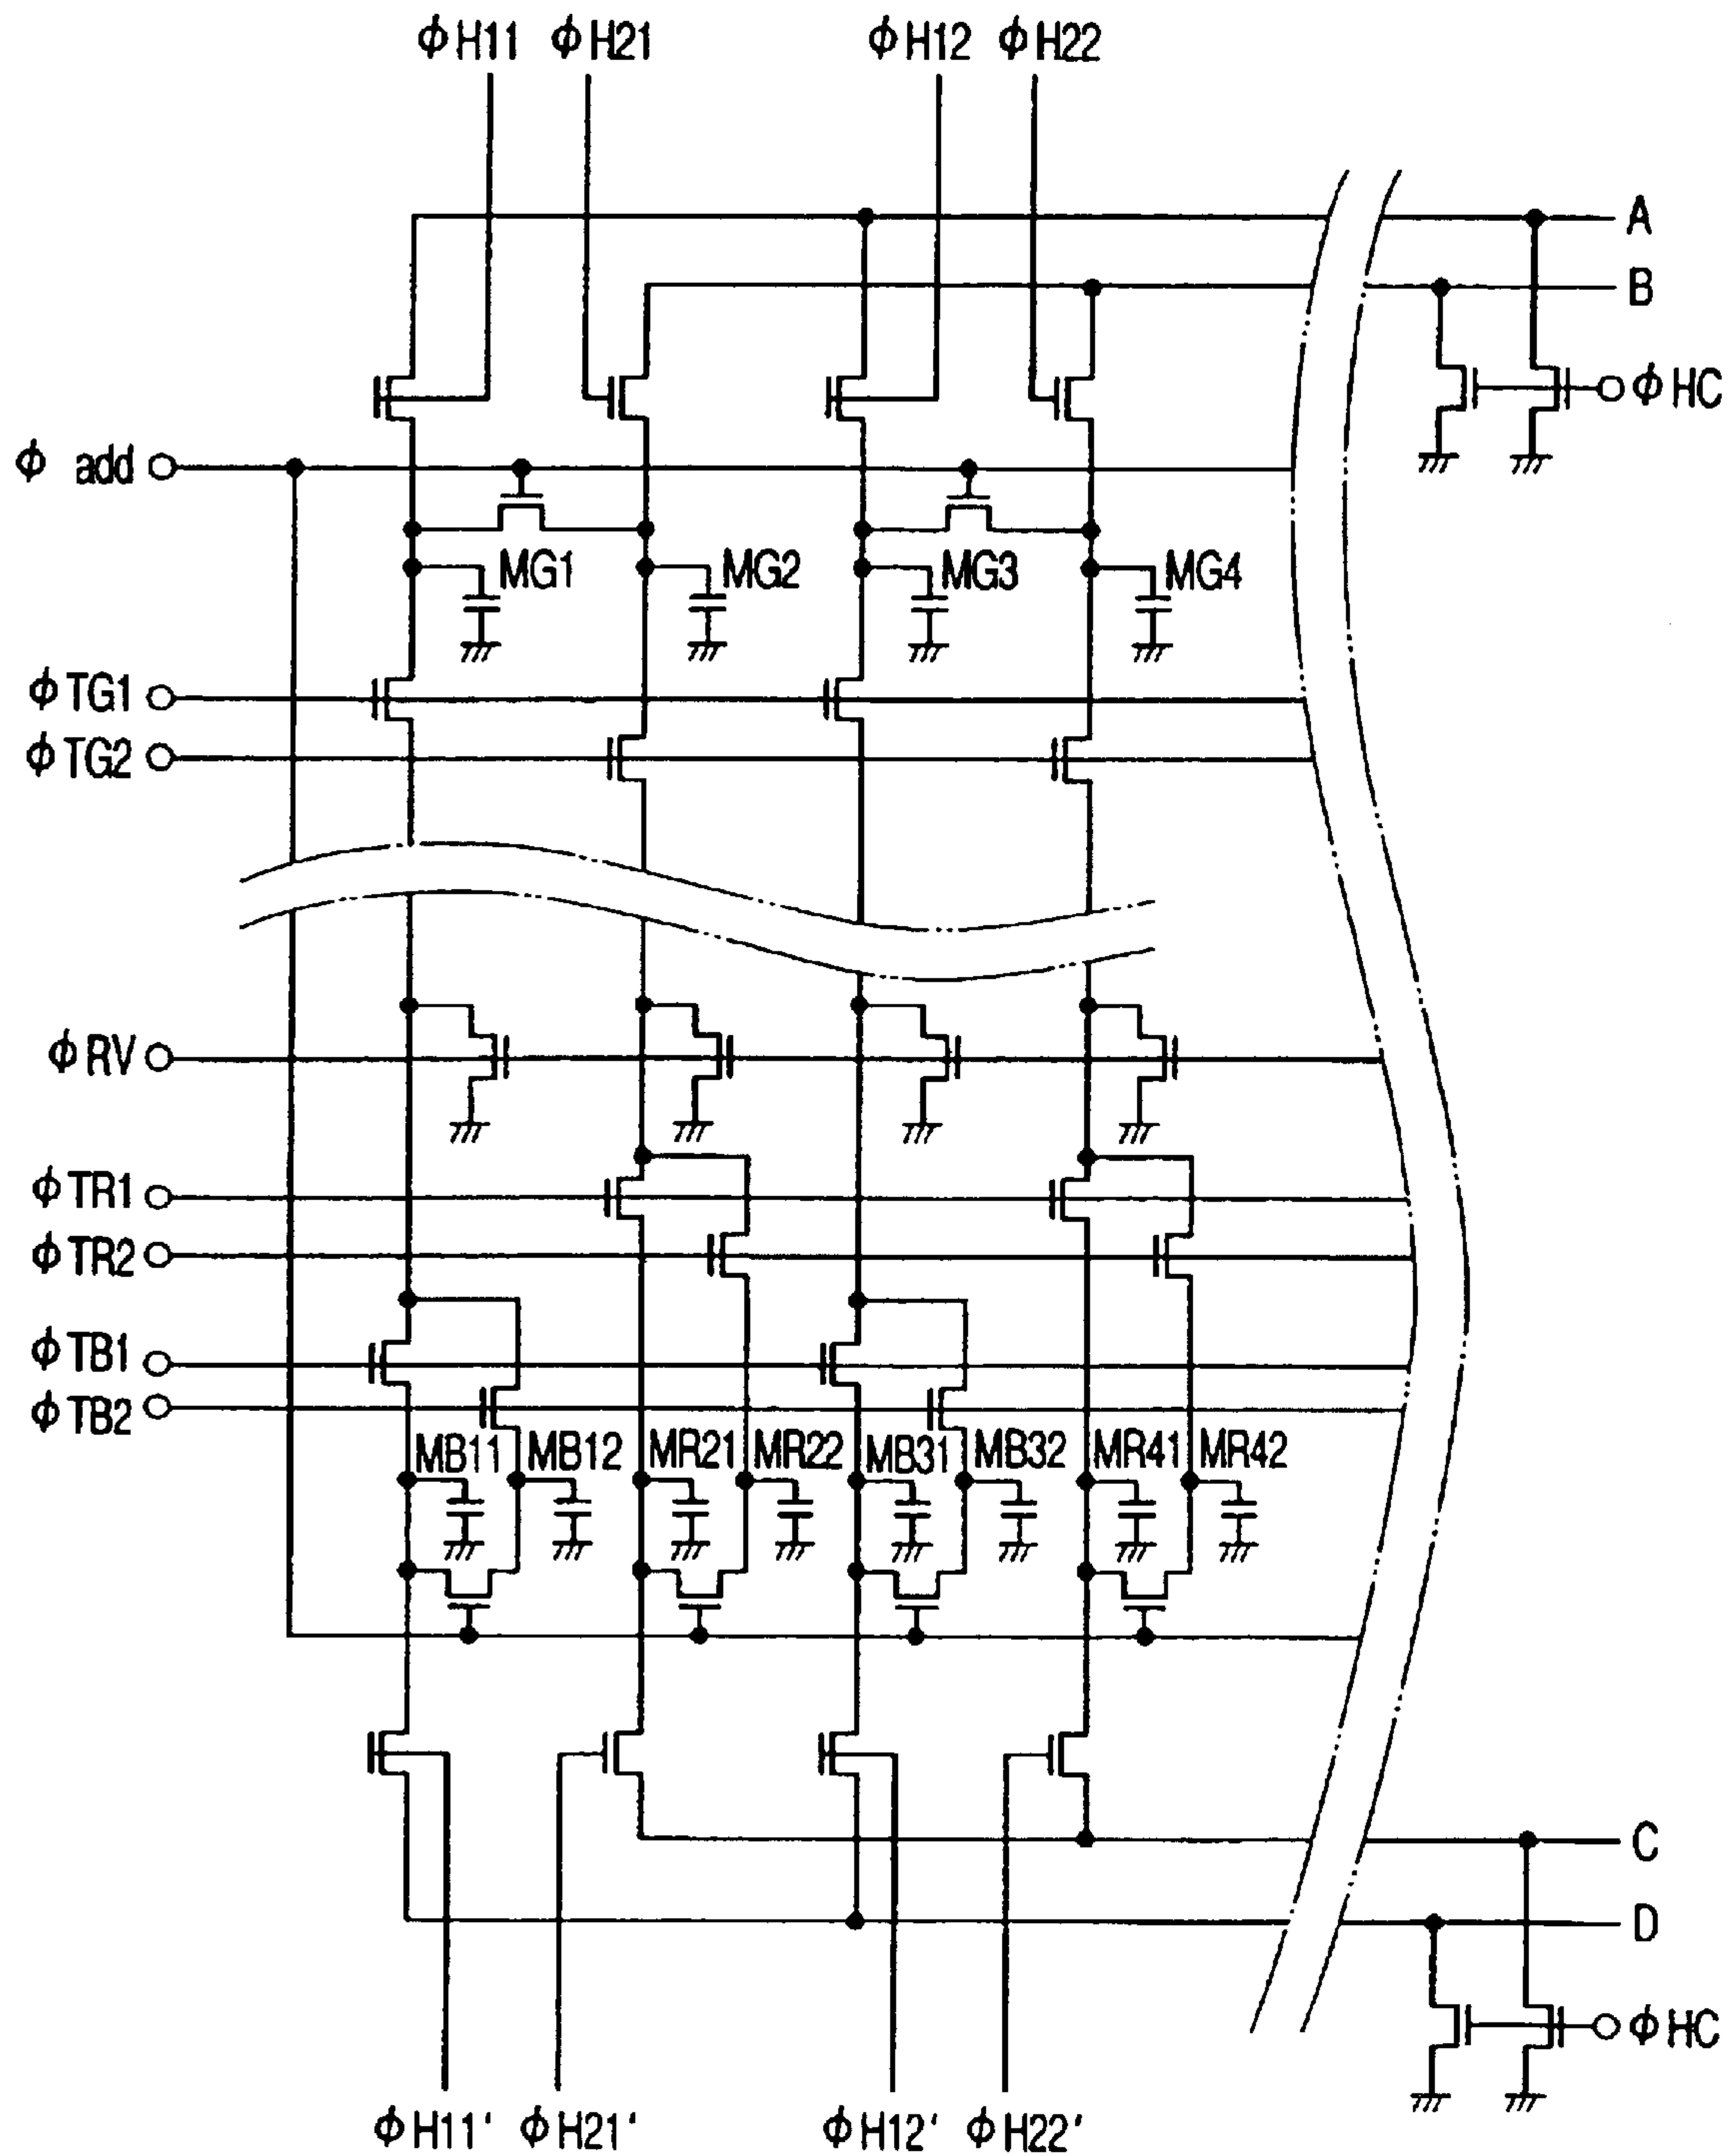 ϕH11 ϕH21 ϕH12 ϕH22
A
B
ϕHC
ϕ add
MG1 MG2 MG3 MG4
ϕTG1
ϕTG2
ϕRV
ϕTR1
ϕTR2
ϕTB1
ϕTB2
MB11 MB12 MR21 MR22 MB31 MB32 MR41 MR42
C
D
ϕHC
ϕH11' ϕH21' ϕH12' ϕH22'